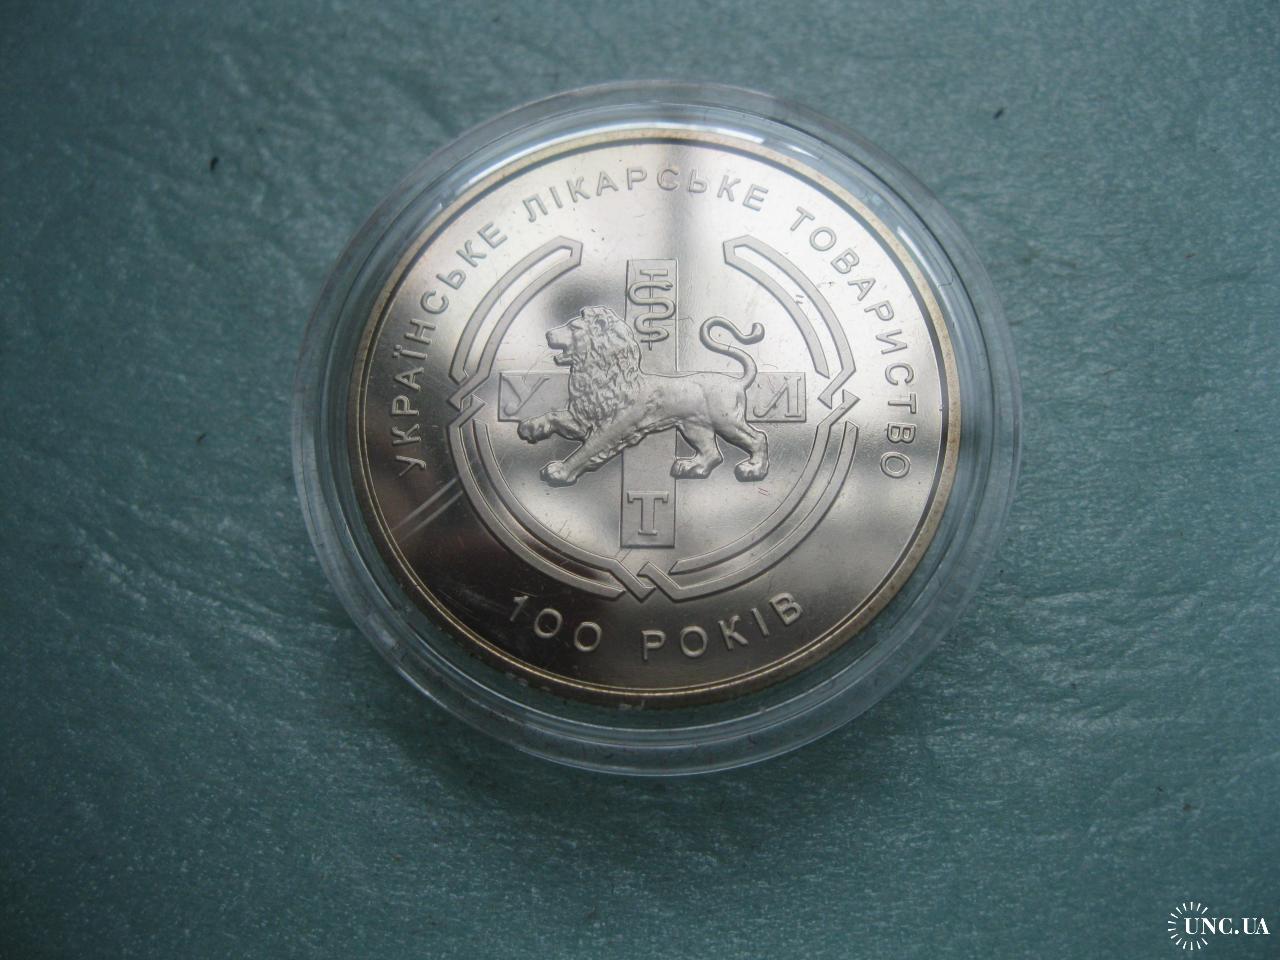 УКРАЇНСЬКЕ ЛІКАРСЬКЕ ТОВАРИСТВО
У Л
Т
100 РОКІВ
UNC.UA